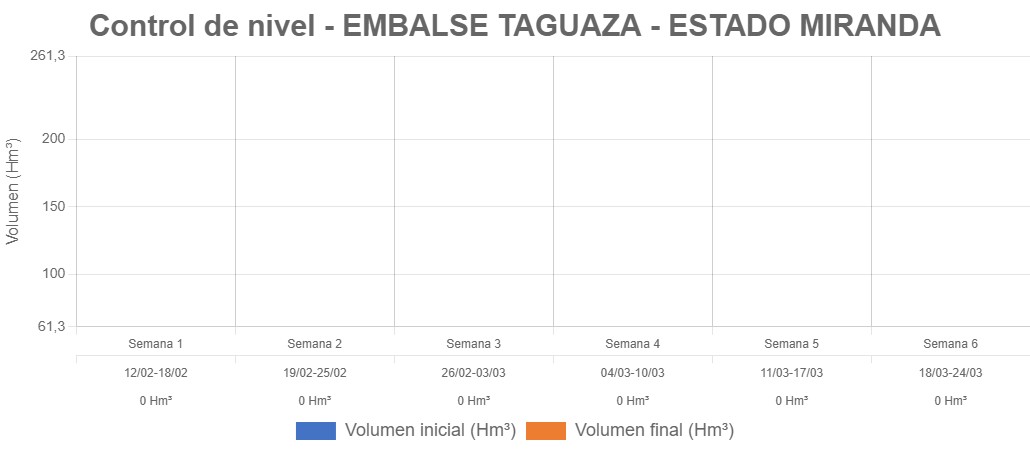 Control de nivel - EMBALSE TAGUAZA - ESTADO MIRANDA
Volumen (Hm³)
261,3
200
150
100
61,3
Semana 1 Semana 2 Semana 3 Semana 4 Semana 5 Semana 6
12/02-18/02 19/02-25/02 26/02-03/03 04/03-10/03 11/03-17/03 18/03-24/03
0 Hm³ 0 Hm³ 0 Hm³ 0 Hm³ 0 Hm³ 0 Hm³
Volumen inicial (Hm³) Volumen final (Hm³)